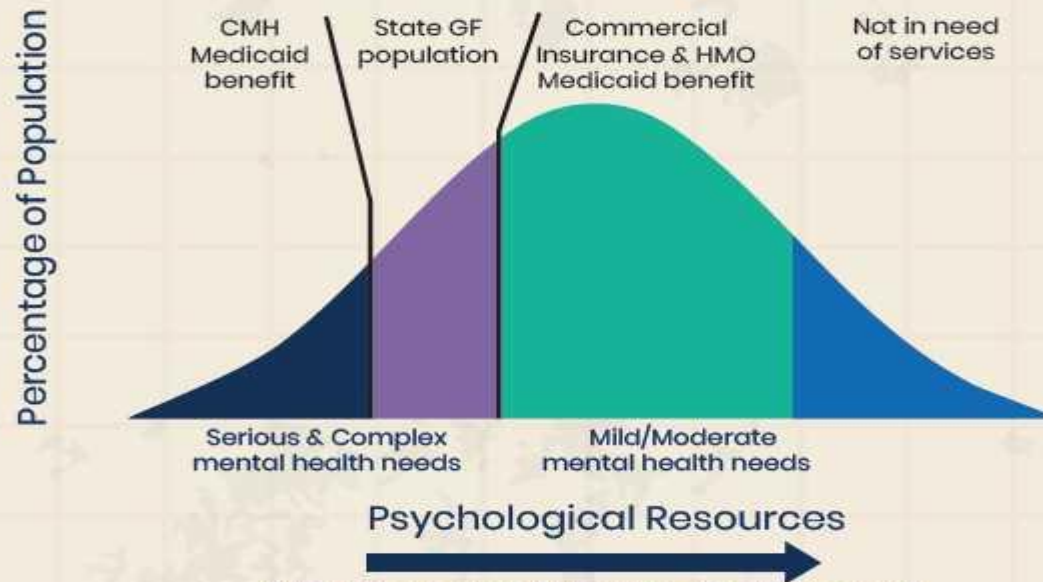 Percentage of Population
CMH
Medicaid
benefit
State GF
population
Commercial
Insurance & HMO
Medicaid benefit
Not in need
of services
Serious & Complex
mental health needs
Mild/Moderate
mental health needs
Psychological Resources